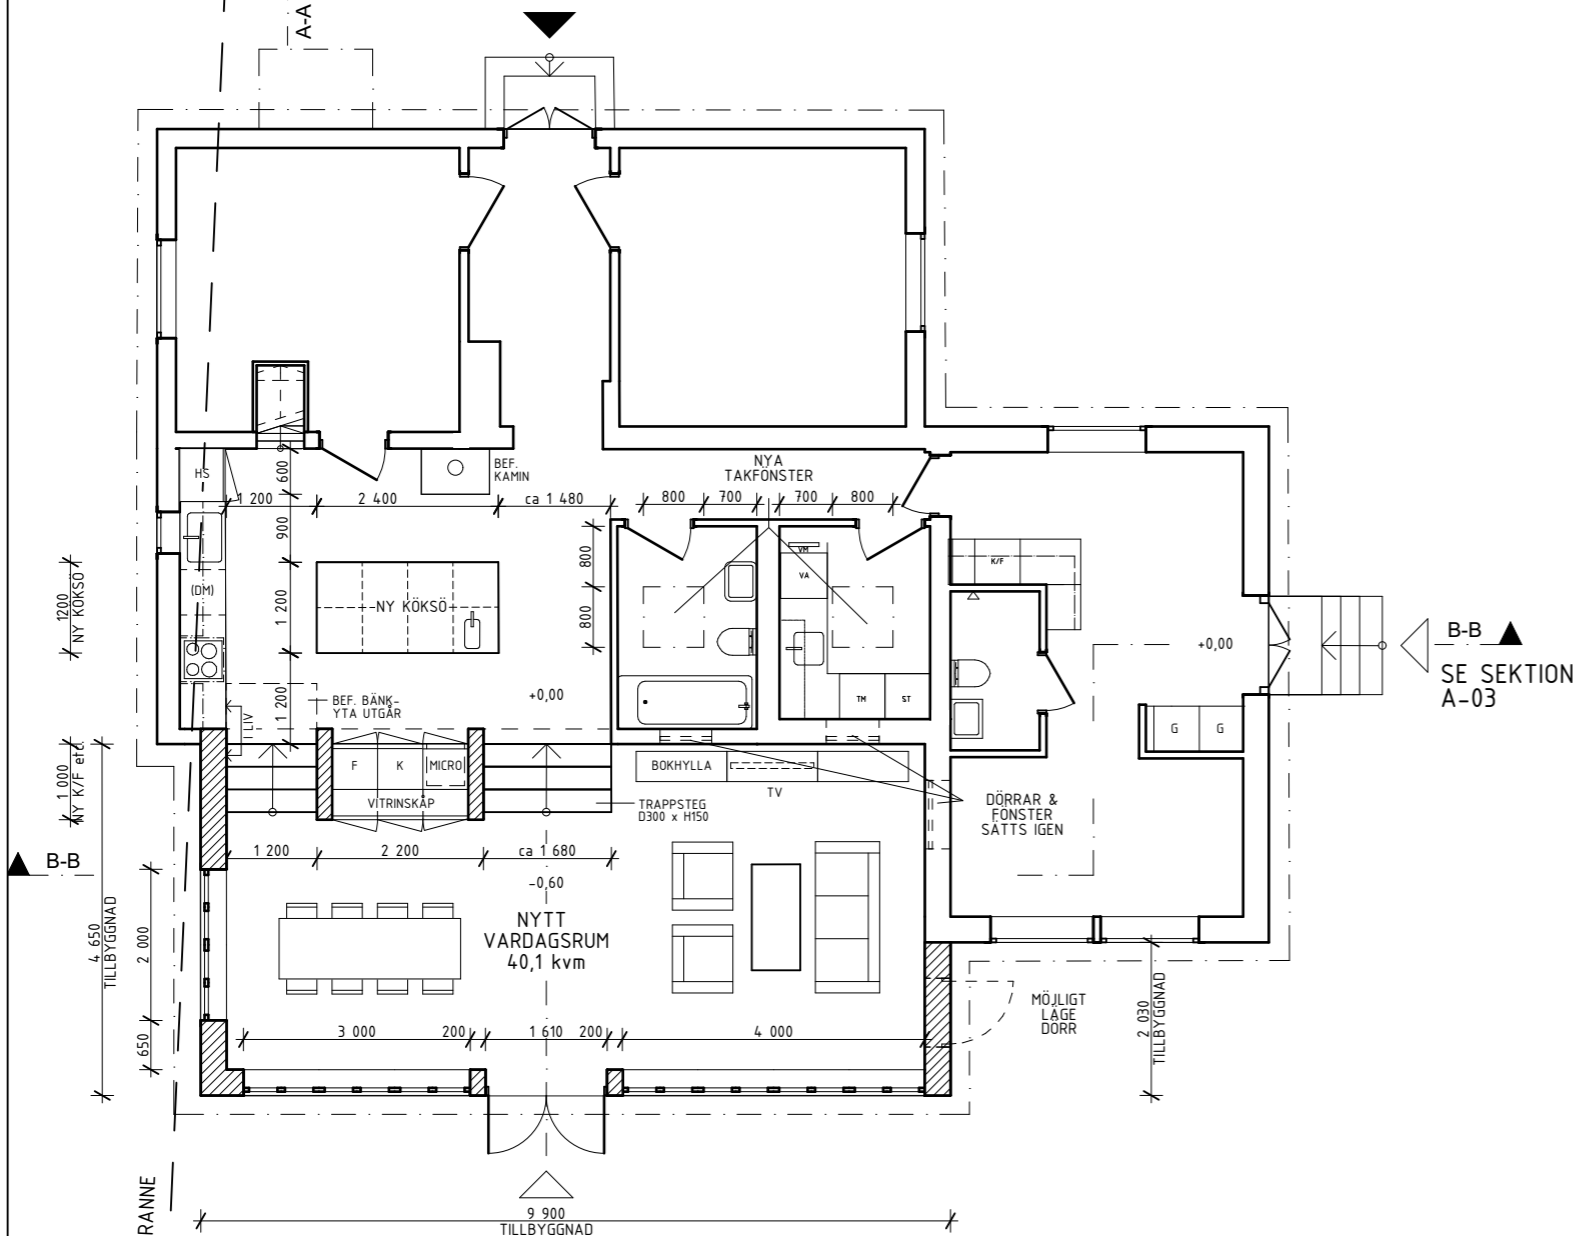 A-A
HS
600
BEF.
KAMIN
NYA
TAKFÖNSTER
1 200
2 400
ca 1 480
800
700
700
800
900
800
VM
VA
K/F
1200
NY KÖKSÖ
(DM)
1 200
NY KÖKSÖ
800
+0,00
B-B
SE SEKTION
A-03
+0,00
BEF. BÄNK-
YTA UTGÅR
1 200
LIV
TM
ST
G
G
1 000
NY K/F etc.
F
K
MICRO
VITRINSKÅP
BOKHYLLA
TV
TRAPPSTEG
D300 x H150
DÖRRAR &
FÖNSTER
SÄTTS IGEN
B-B
1 200
2 200
ca 1 680
-0,60
NYTT
VARDAGSRUM
40,1 kvm
4 650
TILLBYGGNAD
2 000
650
MÖJLIGT
LÄGE
DÖRR
2 030
TILLBYGGNAD
3 000
200
1 610
200
4 000
RANNE
9 900
TILLBYGGNAD